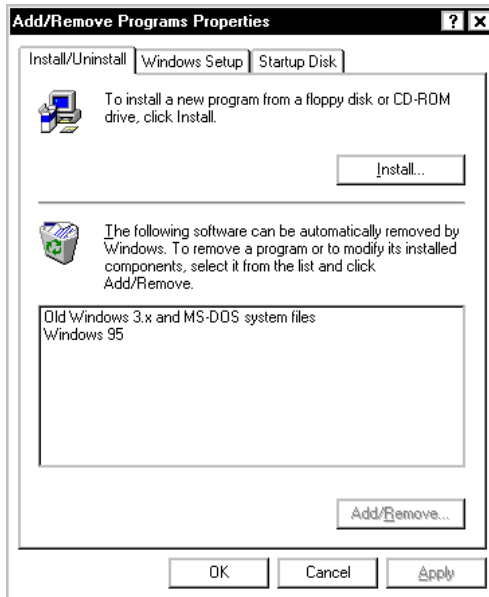 Add/Remove Programs Properties
Install/Uninstall Windows Setup Startup Disk
To install a new program from a floppy disk or CD-ROM
drive, click Install.
Install...
The following software can be automatically removed by
Windows. To remove a program or to modify its installed
components, select it from the list and click
Add/Remove.
Old Windows 3.x and MS-DOS system files
Windows 95
Add/Remove...
OK Cancel Apply